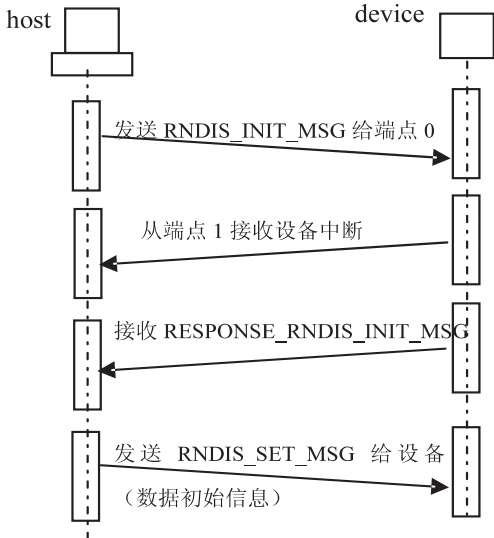 host
device
发送 RNDIS_INIT_MSG 给端点 0
从端点 1 接收设备中断
接收 RESPONSE_RNDIS_INIT_MSG
发送 RNDIS_SET_MSG 给设备
（数据初始信息）